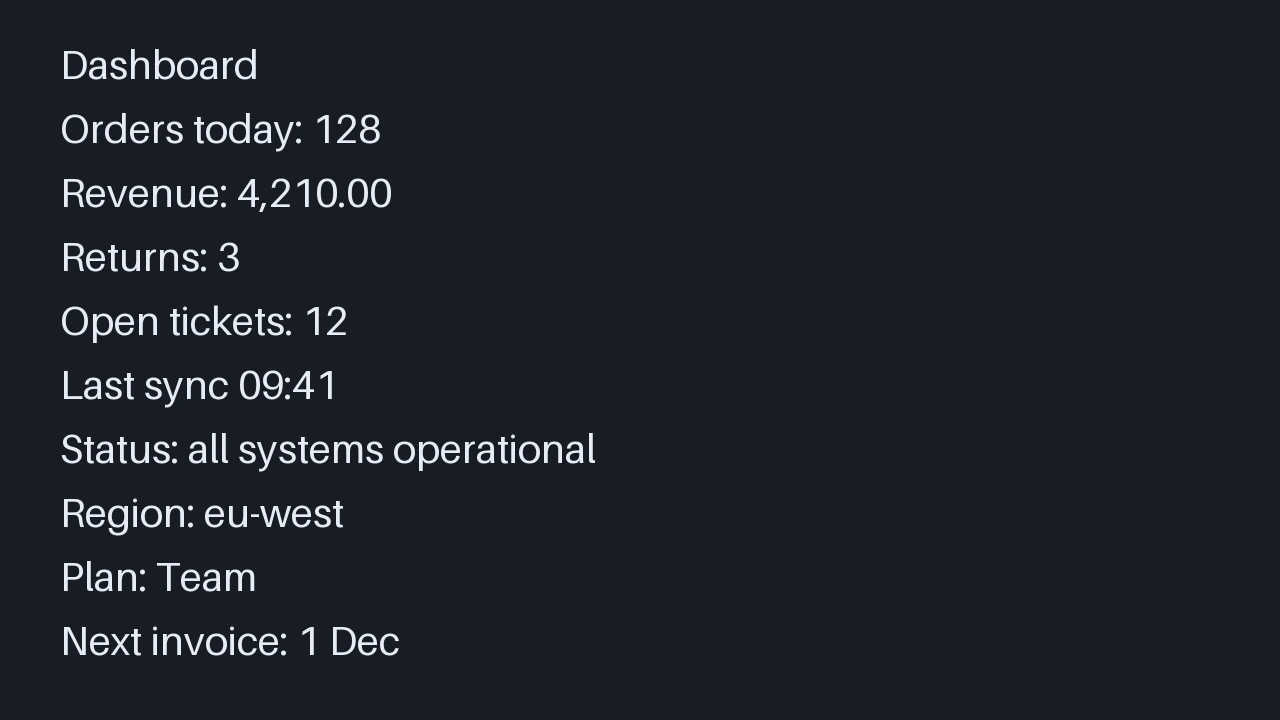 Dashboard
Orders today: 128
Revenue: 4,210.00
Returns: 3
Open tickets: 12
Last sync 09:41
Status: all systems operational
Region: eu-west
Plan: Team
Next invoice: 1 Dec